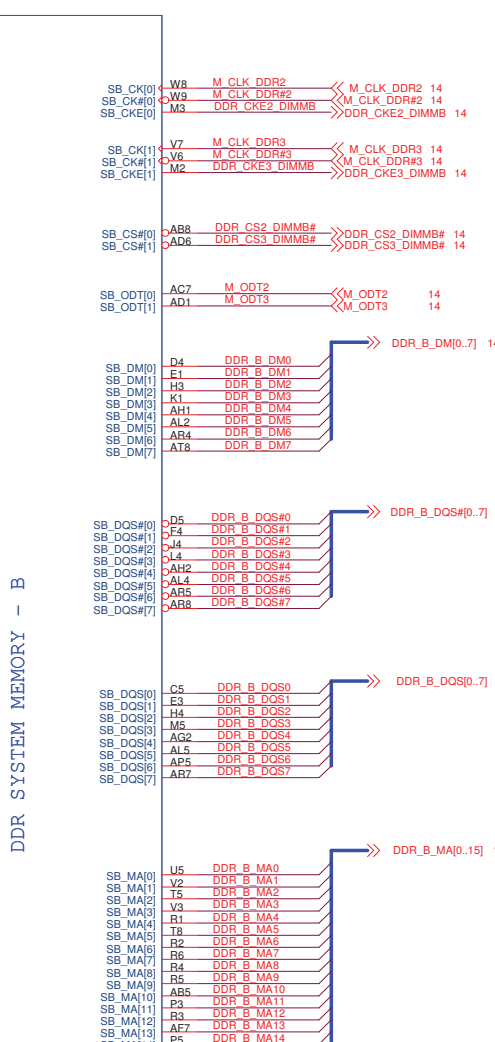 SB_CK[0] W8 M_CLK_DDR2 M_CLK_DDR2 14
SB_CK#[0] W9 M_CLK_DDR#2 M_CLK_DDR#2 14
SB_CKE[0] M3 DDR_CKE2_DIMMB DDR_CKE2_DIMMB 14
SB_CK[1] V7 M_CLK_DDR3 M_CLK_DDR3 14
SB_CK#[1] V6 M_CLK_DDR#3 M_CLK_DDR#3 14
SB_CKE[1] M2 DDR_CKE3_DIMMB DDR_CKE3_DIMMB 14
SB_CS#[0] AB8 DDR_CS2_DIMMB# DDR_CS2_DIMMB# 14
SB_CS#[1] AD6 DDR_CS3_DIMMB# DDR_CS3_DIMMB# 14
SB_ODT[0] AC7 M_ODT2 M_ODT2 14
SB_ODT[1] AD1 M_ODT3 M_ODT3 14
DDR_B_DM[0..7]
SB_DM[0] D4 DDR_B_DM0
SB_DM[1] E1 DDR_B_DM1
SB_DM[2] H3 DDR_B_DM2
SB_DM[3] K1 DDR_B_DM3
SB_DM[4] AH1 DDR_B_DM4
SB_DM[5] AL2 DDR_B_DM5
SB_DM[6] AR4 DDR_B_DM6
SB_DM[7] AT8 DDR_B_DM7
DDR_B_DQS#[0..7]
SB_DQS#[0] D5 DDR_B_DQS#0
SB_DQS#[1] F4 DDR_B_DQS#1
SB_DQS#[2] J4 DDR_B_DQS#2
SB_DQS#[3] L4 DDR_B_DQS#3
SB_DQS#[4] AH2 DDR_B_DQS#4
SB_DQS#[5] AL4 DDR_B_DQS#5
SB_DQS#[6] AR5 DDR_B_DQS#6
SB_DQS#[7] AR8 DDR_B_DQS#7
DDR SYSTEM MEMORY - B
DDR_B_DQS[0..7]
SB_DQS[0] C5 DDR_B_DQS0
SB_DQS[1] E3 DDR_B_DQS1
SB_DQS[2] H4 DDR_B_DQS2
SB_DQS[3] M5 DDR_B_DQS3
SB_DQS[4] AG2 DDR_B_DQS4
SB_DQS[5] AL5 DDR_B_DQS5
SB_DQS[6] AP5 DDR_B_DQS6
SB_DQS[7] AR7 DDR_B_DQS7
DDR_B_MA[0..15]
SB_MA[0] U5 DDR_B_MA0
SB_MA[1] V2 DDR_B_MA1
SB_MA[2] T5 DDR_B_MA2
SB_MA[3] V3 DDR_B_MA3
SB_MA[4] R1 DDR_B_MA4
SB_MA[5] T8 DDR_B_MA5
SB_MA[6] R2 DDR_B_MA6
SB_MA[7] R6 DDR_B_MA7
SB_MA[8] R4 DDR_B_MA8
SB_MA[9] R5 DDR_B_MA9
SB_MA[10] AB5 DDR_B_MA10
SB_MA[11] P3 DDR_B_MA11
SB_MA[12] R3 DDR_B_MA12
SB_MA[13] AF7 DDR_B_MA13
P5 DDR_B_MA14